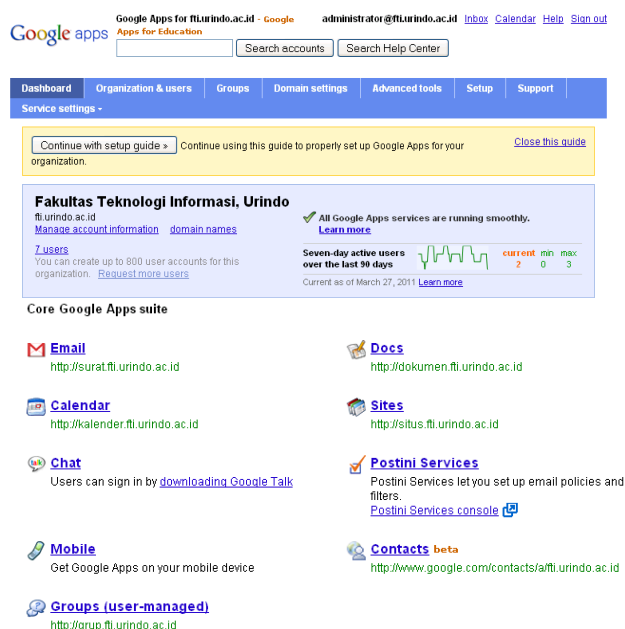 Google apps
Google Apps for fti.urindo.ac.id - Google Apps for Education
administrator@fti.urindo.ac.id Inbox Calendar Help Sign out
Search accounts Search Help Center
Dashboard Organization & users Groups Domain settings Advanced tools Setup Support
Service settings
Continue with setup guide » Continue using this guide to properly set up Google Apps for your organization.
Close this guide
Fakultas Teknologi Informasi, Urindo
fti.urindo.ac.id
Manage account information domain names
7 users
You can create up to 800 user accounts for this
organization. Request more users
All Google Apps services are running smoothly.
Learn more
Seven-day active users
over the last 90 days
current min max
2 0 3
Current as of March 27, 2011 Learn more
Core Google Apps suite
Email
http://surat.fti.urindo.ac.id
Docs
http://dokumen.fti.urindo.ac.id
Calendar
http://kalender.fti.urindo.ac.id
Sites
http://situs.fti.urindo.ac.id
Chat
Users can sign in by downloading Google Talk
Postini Services
Postini Services let you set up email policies and
filters.
Postini Services console
Mobile
Get Google Apps on your mobile device
Contacts beta
http://www.google.com/contacts/a/fti.urindo.ac.id
Groups (user-managed)
http://grup.fti.urindo.ac.id